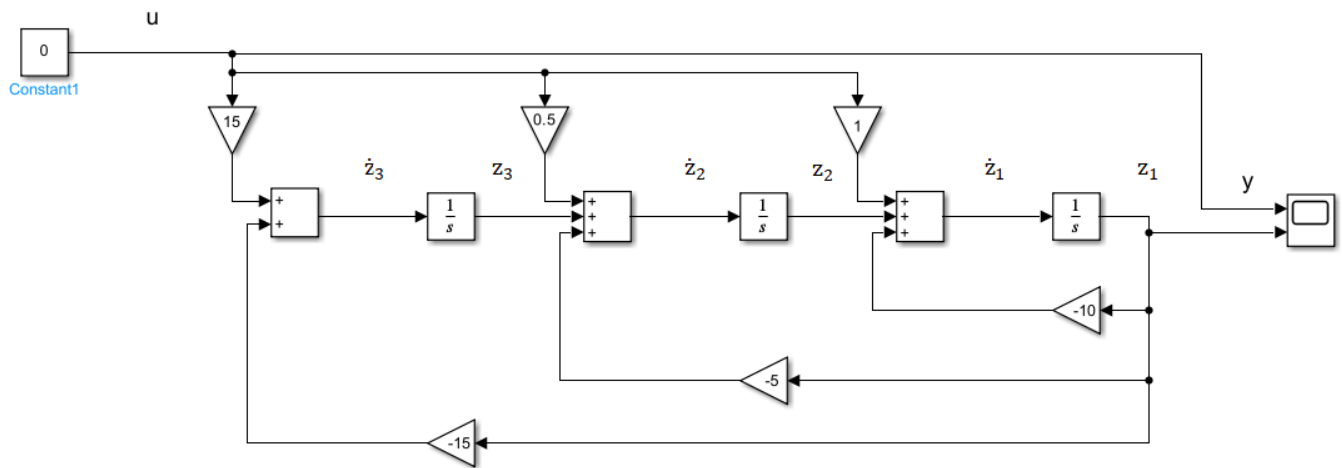 u
0
Constant1
15
0.5
1
ż₃ z₃ ż₂ z₂ ż₁ z₁ y
+
+
1/s
+
+
+
1/s
+
+
+
1/s
-10
-5
-15